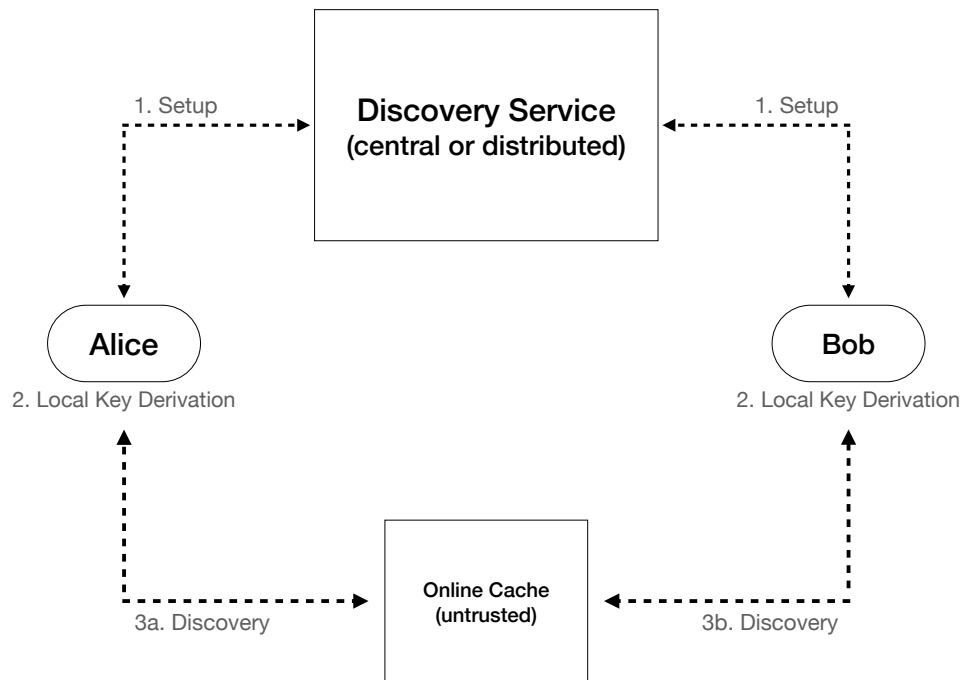 1. Setup
Discovery Service
(central or distributed)
1. Setup
Alice
Bob
2. Local Key Derivation
2. Local Key Derivation
Online Cache
(untrusted)
3a. Discovery
3b. Discovery